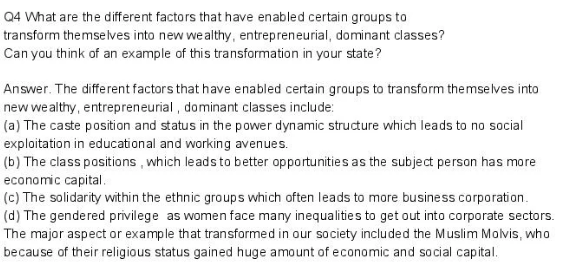 Q4 What are the different factors that have enabled certain groups to
transform themselves into new wealthy, entrepreneurial, dominant classes?
Can you think of an example of this transformation in your state?
Answer. The different factors that have enabled certain groups to transform themselves into
new wealthy, entrepreneurial , dominant classes include:
(a) The caste position and status in the power dynamic structure which leads to no social
exploitation in educational and working avenues.
(b) The class positions , which leads to better opportunities as the subject person has more
economic capital.
(c) The solidarity within the ethnic groups which often leads to more business corporation.
(d) The gendered privilege  as women face many inequalities to get out into corporate sectors.
The major aspect or example that transformed in our society included the Muslim Molvis, who
because of their religious status gained huge amount of economic and social capital.